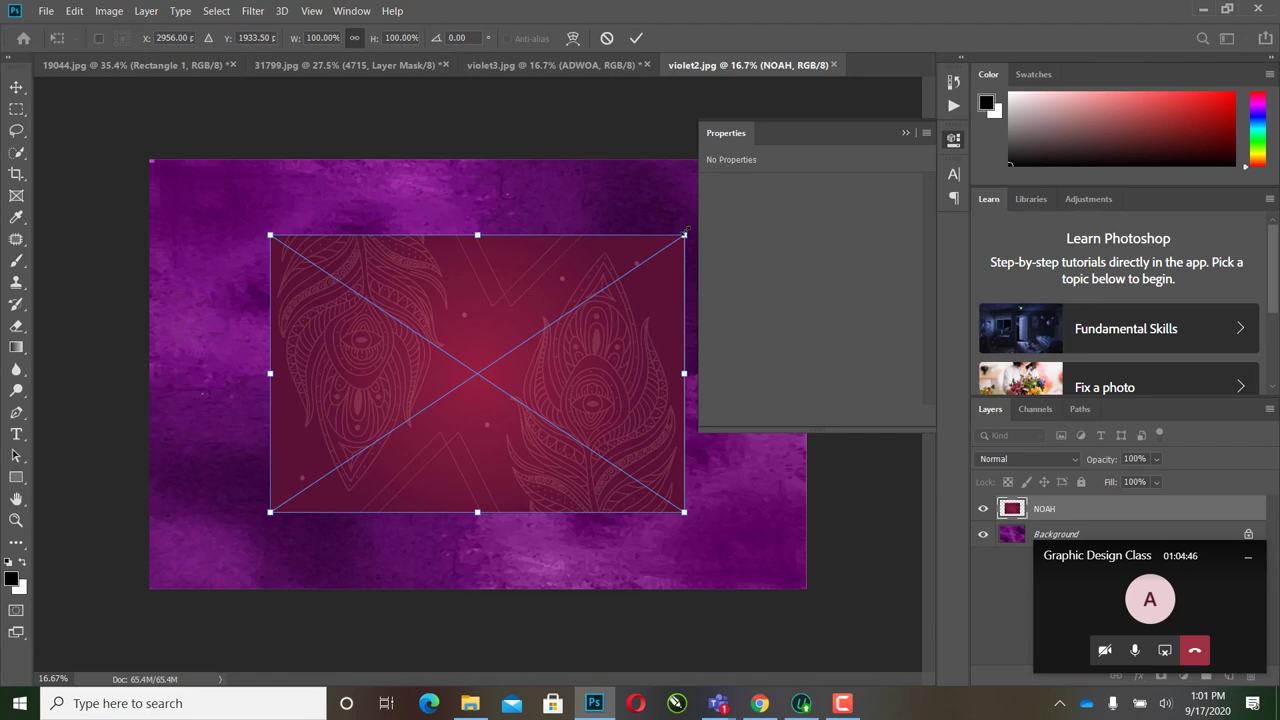 Ps File Edit Image Layer Type Select Filter 3D View Window Help
X: 2956.00 p Y: 1933.50 p W: 100.00% H: 100.00% 0.00 ° Anti-alias
19044.jpg @ 35.4% (Rectangle 1, RGB/8) * × 31799.jpg @ 27.5% (4715, Layer Mask/8) * × violet3.jpg @ 16.7% (ADWOA, RGB/8) * × violet2.jpg @ 16.7% (NOAH, RGB/8) ×
Properties
No Properties
Color Swatches
Learn Libraries Adjustments
Learn Photoshop
Step-by-step tutorials directly in the app. Pick a
topic below to begin.
Fundamental Skills
Fix a photo
Layers Channels Paths
Kind
Normal Opacity: 100%
Lock: Fill: 100%
NOAH
Background
Graphic Design Class 01:04:46
A
16.67% Doc: 65.4M/65.4M
Type here to search
1:01 PM
9/17/2020